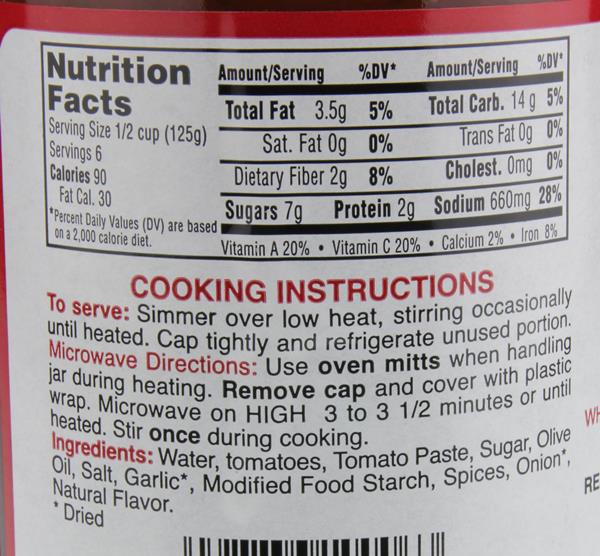 Nutrition
Facts
Serving Size 1/2 cup (125g)
Servings 6
Calories 90
Fat Cal. 30
*Percent Daily Values (DV) are based
on a 2,000 calorie diet.
Amount/Serving %DV* Amount/Serving %DV*
Total Fat 3.5g 5% Total Carb. 14g 5%
Sat. Fat 0g 0% Trans Fat 0g 0%
Dietary Fiber 2g 8% Cholest. 0mg 0%
Sugars 7g Protein 2g Sodium 660mg 28%
Vitamin A 20% • Vitamin C 20% • Calcium 2% • Iron 8%
COOKING INSTRUCTIONS
To serve: Simmer over low heat, stirring occasionally
until heated. Cap tightly and refrigerate unused portion.
Microwave Directions: Use oven mitts when handling
jar during heating. Remove cap and cover with plastic
wrap. Microwave on HIGH 3 to 3 1/2 minutes or until
heated. Stir once during cooking.
Ingredients: Water, tomatoes, Tomato Paste, Sugar, Olive
Oil, Salt, Garlic*, Modified Food Starch, Spices, Onion*,
Natural Flavor.
* Dried
WH
RE